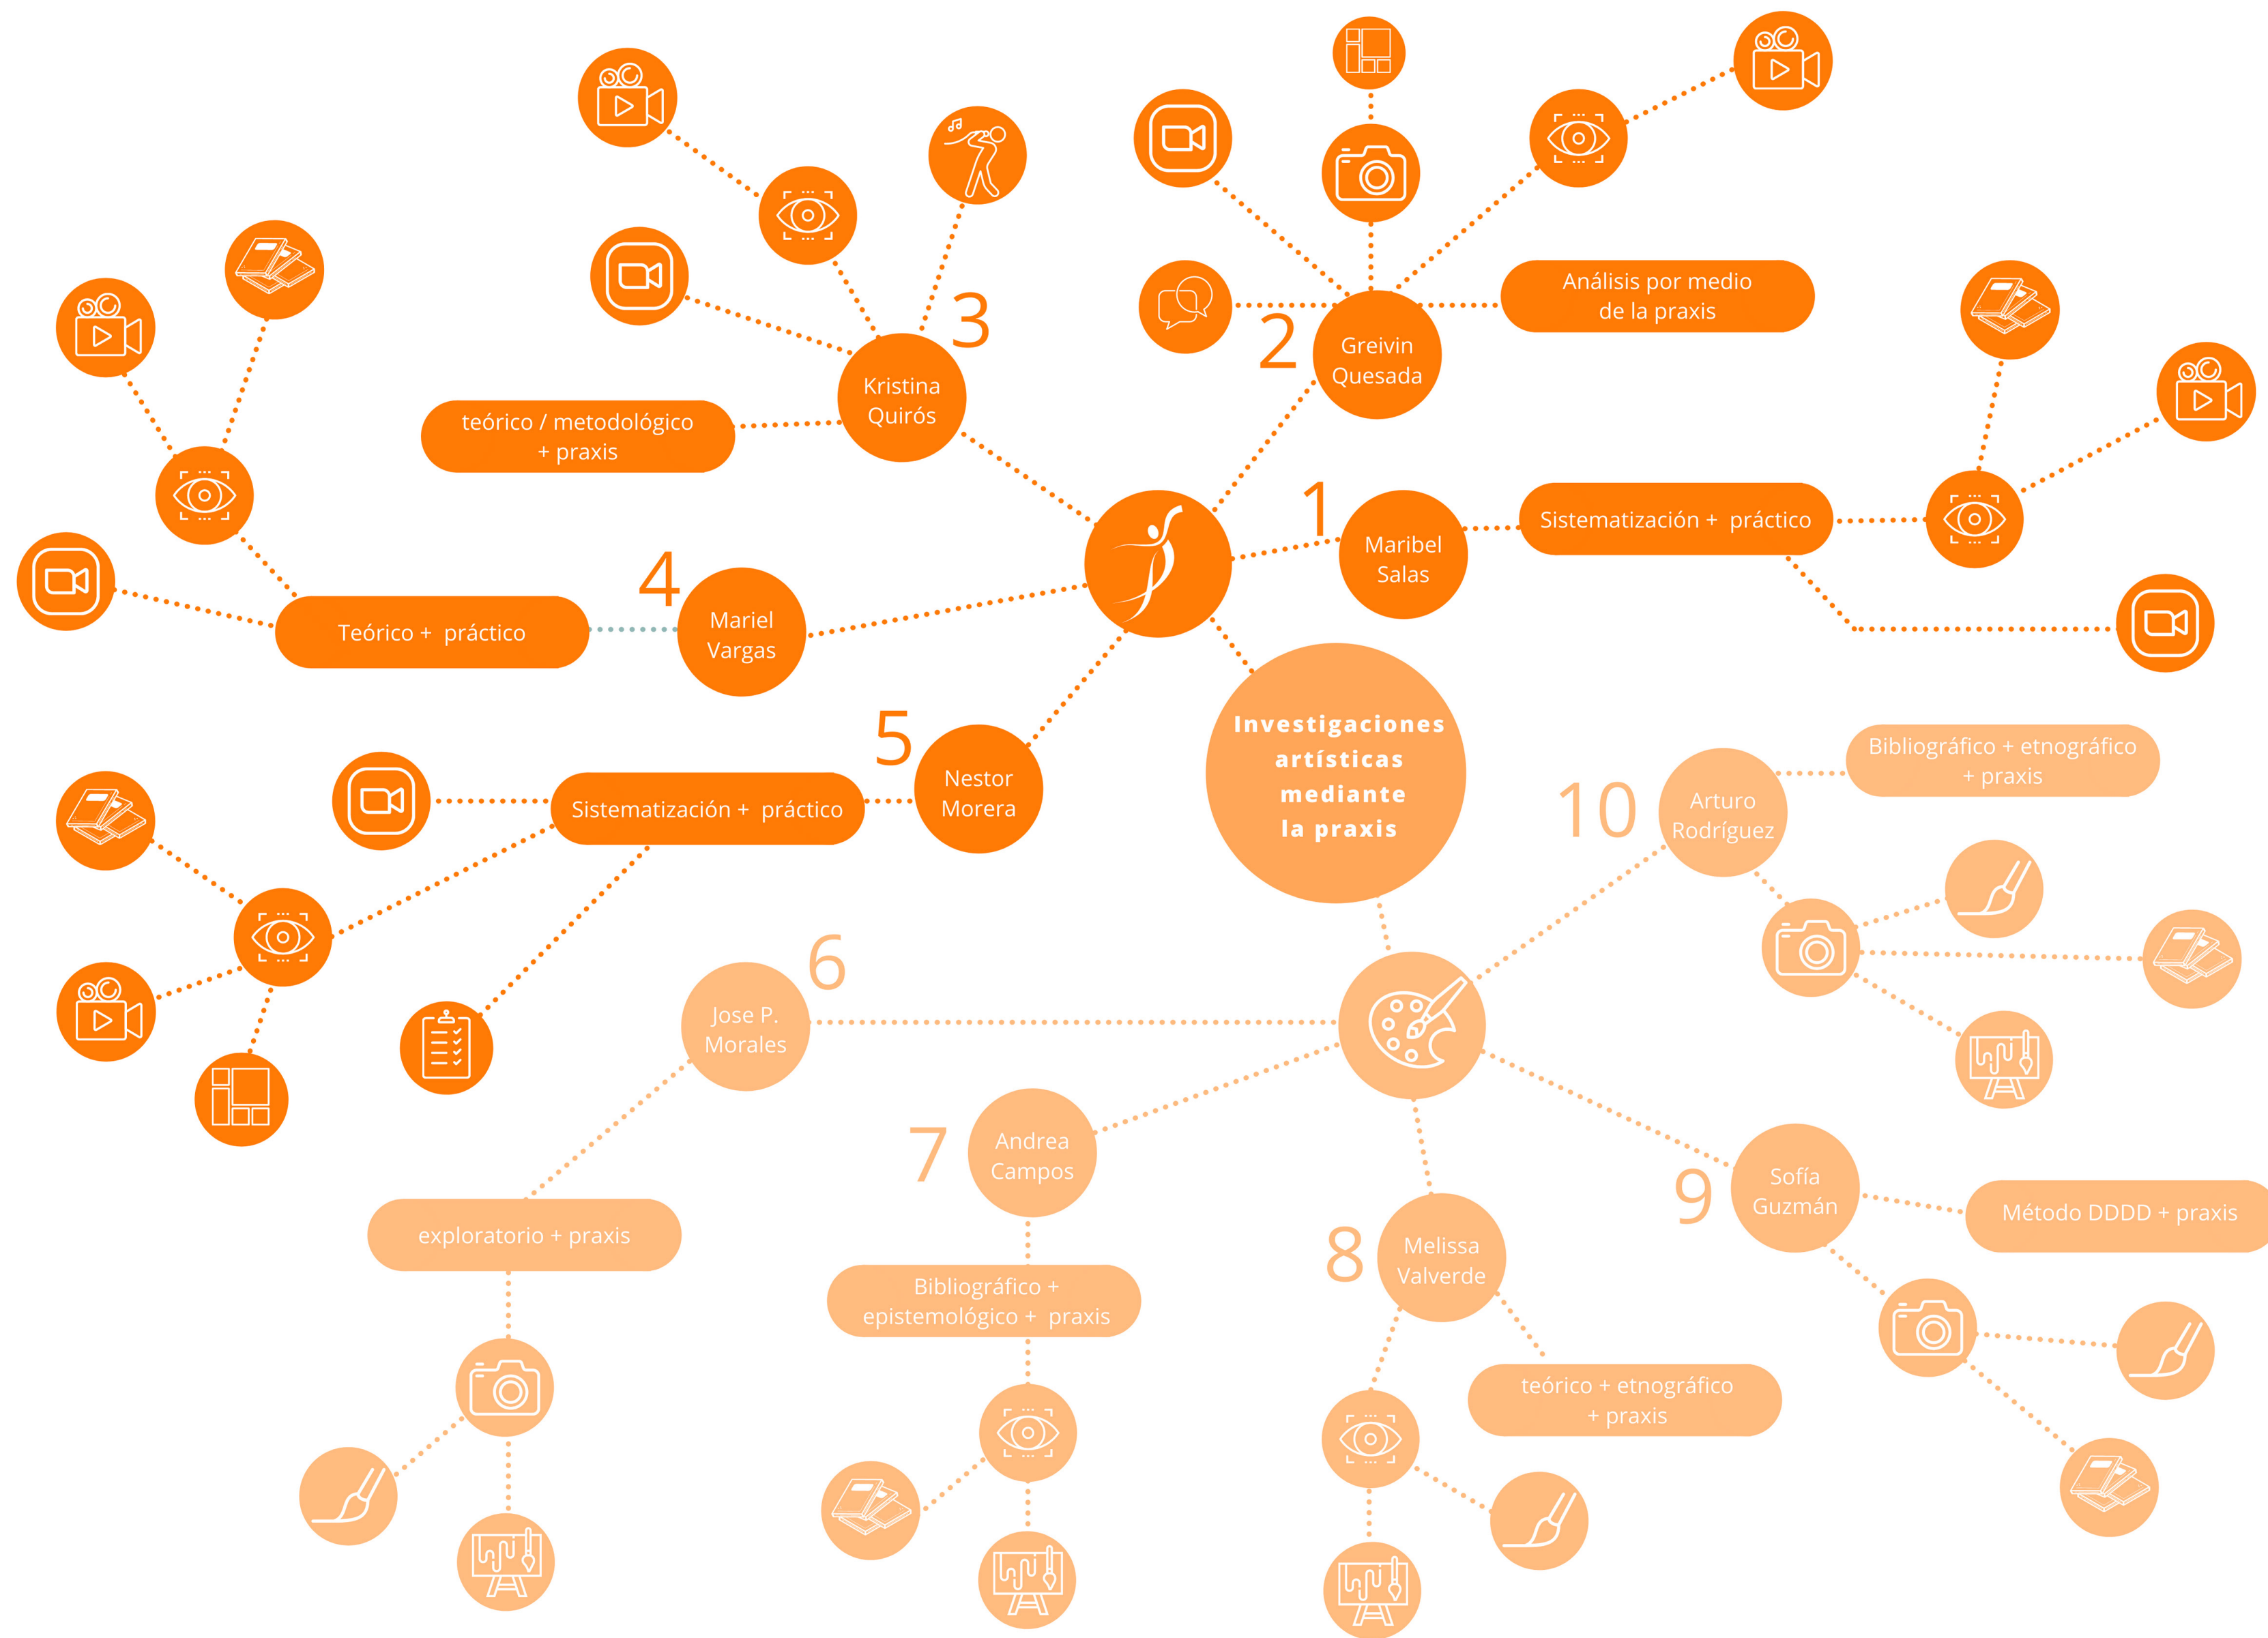 Investigaciones
artísticas
mediante
la praxis
1
Maribel
Salas
Sistematización + práctico
2
Greivin
Quesada
Análisis por medio
de la praxis
3
Kristina
Quirós
teórico / metodológico
+ praxis
4
Mariel
Vargas
Teórico + práctico
5
Nestor
Morera
Sistematización + práctico
6
Jose P.
Morales
exploratorio + praxis
7
Andrea
Campos
Bibliográfico +
epistemológico + praxis
8
Melissa
Valverde
teórico + etnográfico
+ praxis
9
Sofía
Guzmán
Método DDDD + praxis
10
Arturo
Rodríguez
Bibliográfico + etnográfico
+ praxis